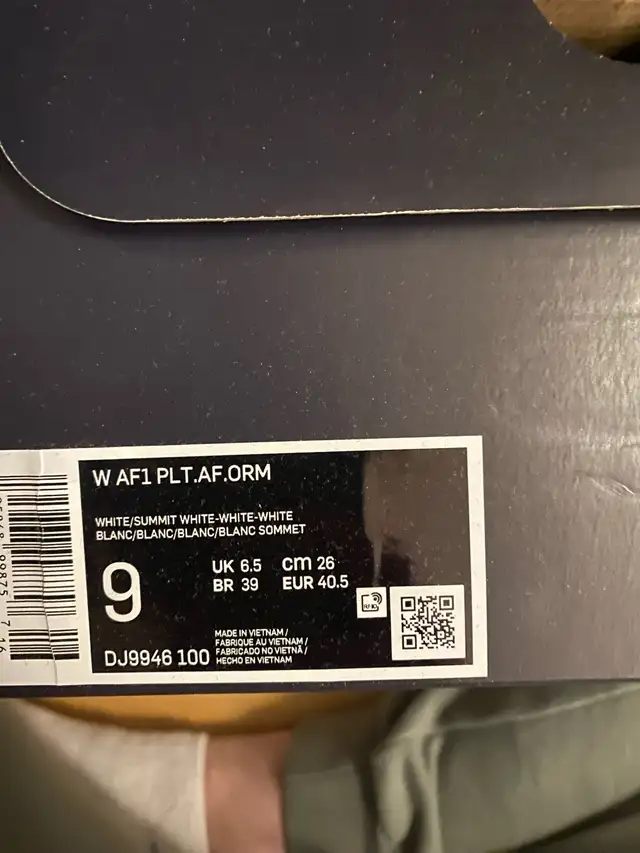 W AF1 PLT.AF.ORM
WHITE/SUMMIT WHITE-WHITE-WHITE
BLANC/BLANC/BLANC/BLANC SOMMET
9
UK 6.5 cm 26
BR 39 EUR 40.5
RFID
DJ9946 100
MADE IN VIETNAM /
FABRIQUE AU VIETNAM /
FABRICADO NO VIETNÃ /
HECHO EN VIETNAM